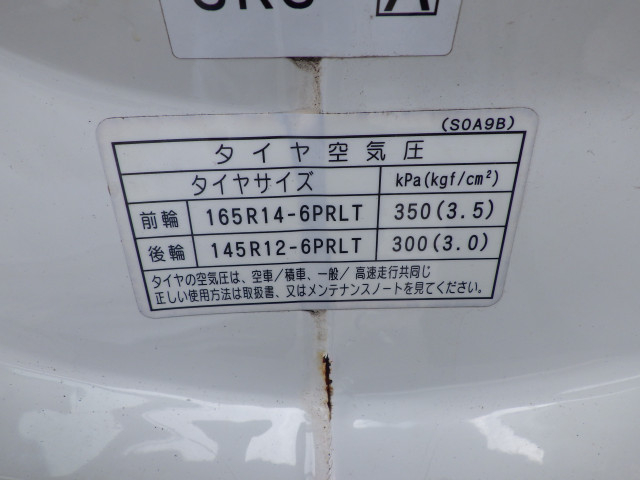 (S0A9B)
タイヤ空気圧
タイヤサイズ kPa(kgf/cm²)
前輪 165R14-6PRLT 350(3.5)
後輪 145R12-6PRLT 300(3.0)
タイヤの空気圧は、空車/積車、一般/高速走行共同じ
正しい使用方法は取扱書、又はメンテナンスノートを見てください。